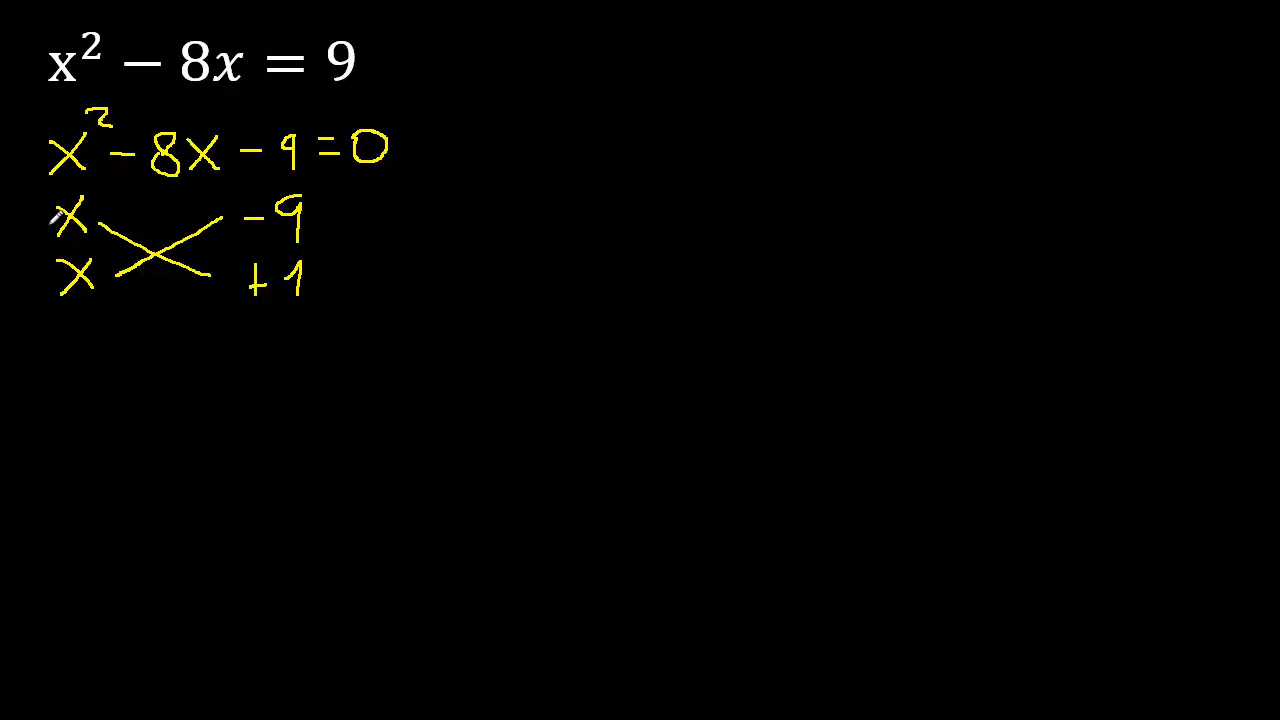 x² − 8x = 9
x² - 8x - 9 = 0
x - 9
x + 1